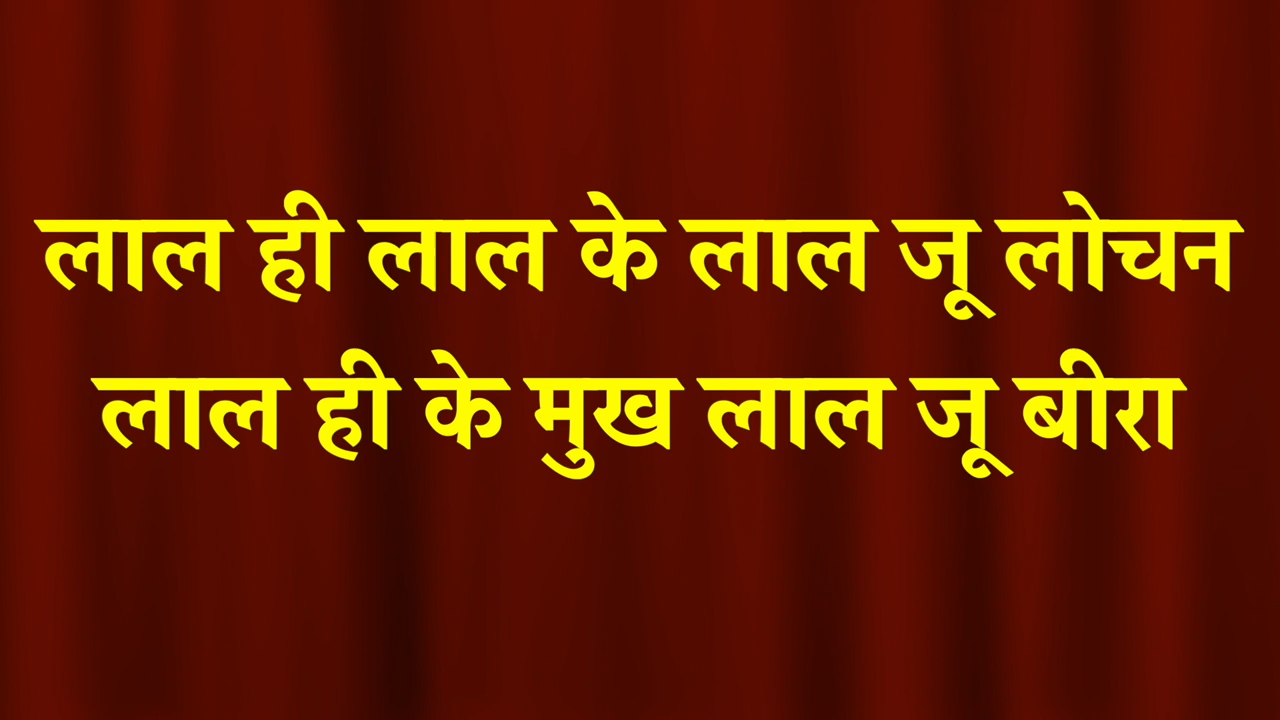 लाल ही लाल के लाल जू लोचन
लाल ही के मुख लाल जू बीरा